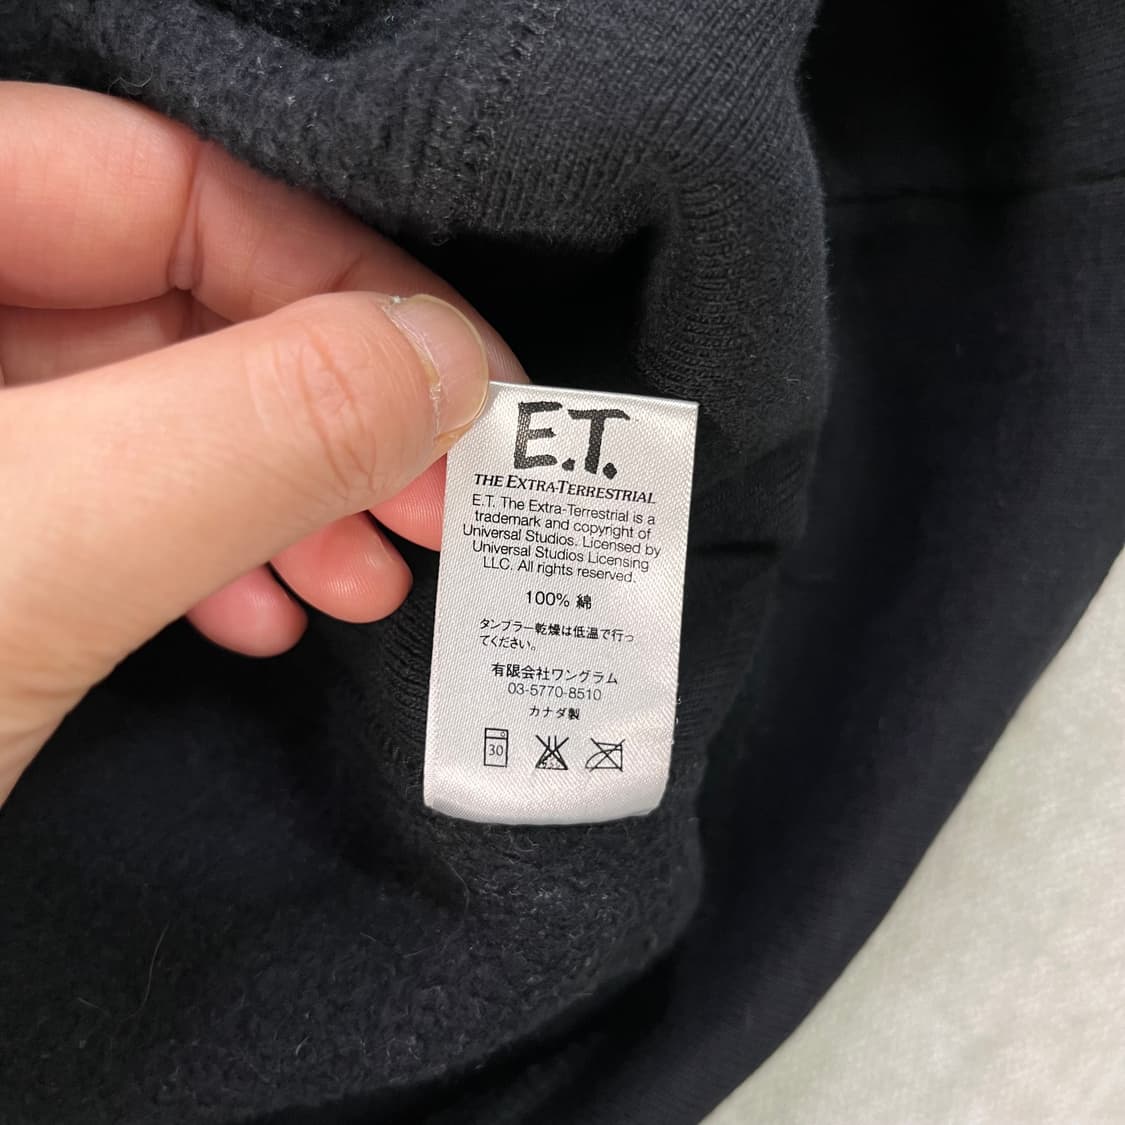 E.T.
THE EXTRA-TERRESTRIAL
E.T. The Extra-Terrestrial is a
trademark and copyright of
Universal Studios. Licensed by
Universal Studios Licensing
LLC. All rights reserved.
100% 綿
タンブラー乾燥は低温で行っ
てください。
有限会社ワングラム
03-5770-8510
カナダ製
30